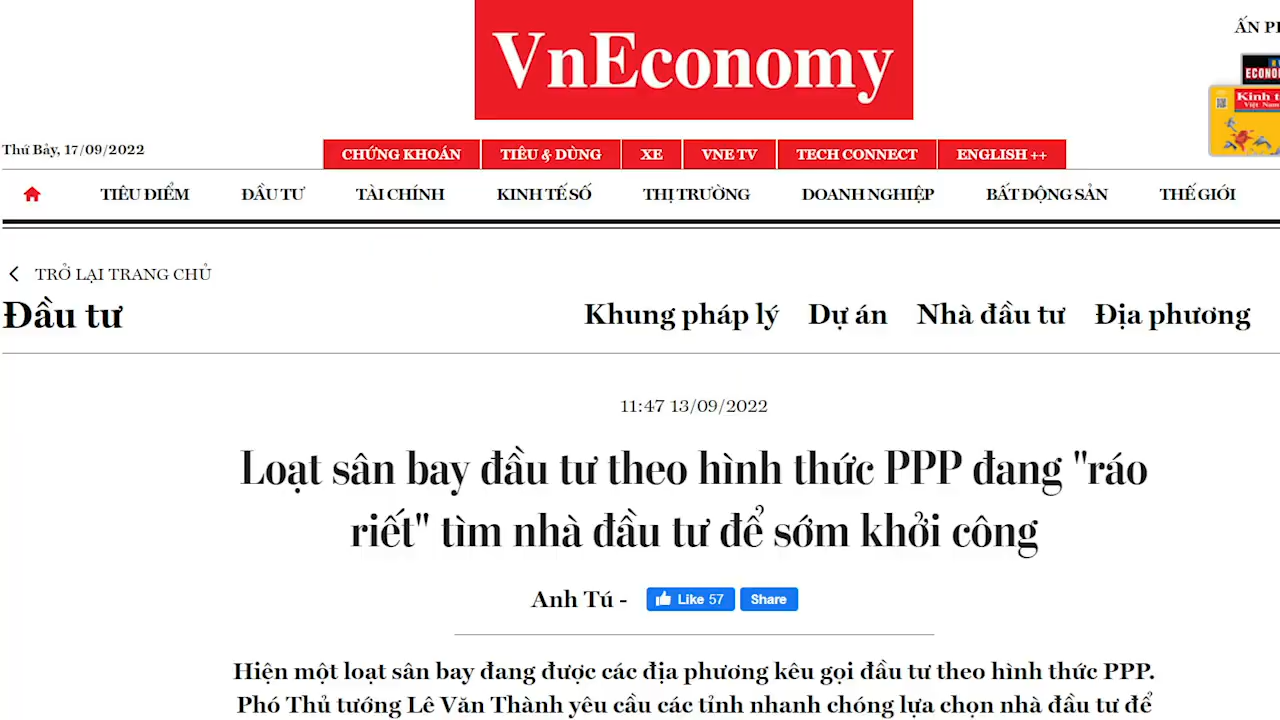 VnEconomy
ẤN
ECONO
Kinh t
Việt Nam
Thứ Bảy, 17/09/2022
CHỨNG KHOÁN TIÊU & DÙNG XE VNE TV TECH CONNECT ENGLISH ++
TIÊU ĐIỂM ĐẦU TƯ TÀI CHÍNH KINH TẾ SỐ THỊ TRƯỜNG DOANH NGHIỆP BẤT ĐỘNG SẢN THẾ GIỚI
TRỞ LẠI TRANG CHỦ
Đầu tư Khung pháp lý Dự án Nhà đầu tư Địa phương
11:47 13/09/2022
Loạt sân bay đầu tư theo hình thức PPP đang "ráo
riết" tìm nhà đầu tư để sớm khởi công
Anh Tú - Like 57 Share
Hiện một loạt sân bay đang được các địa phương kêu gọi đầu tư theo hình thức PPP.
Phó Thủ tướng Lê Văn Thành yêu cầu các tỉnh nhanh chóng lựa chọn nhà đầu tư để